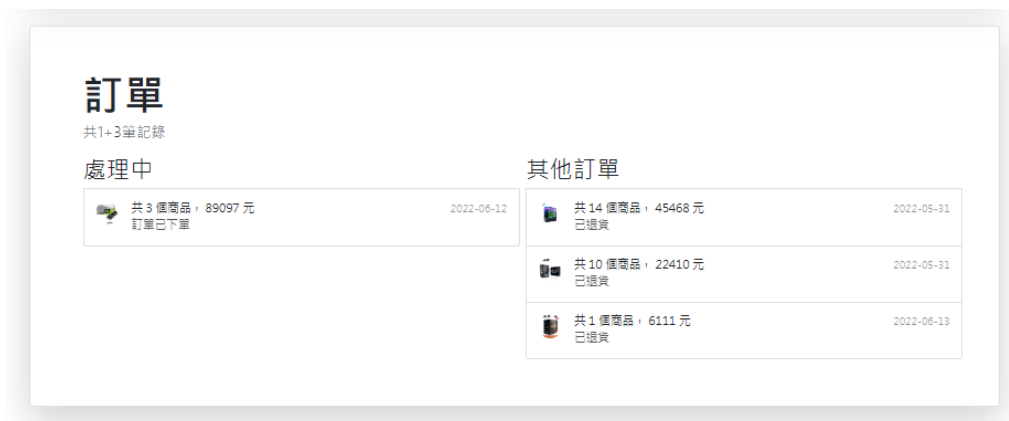 訂單
共1+3筆記錄
處理中
共 3 個商品， 89097 元
2022-06-12
訂單已下單
其他訂單
共 14 個商品， 45468 元
2022-05-31
已退貨
共 10 個商品， 22410 元
2022-05-31
已退貨
共 1 個商品， 6111 元
2022-06-13
已退貨